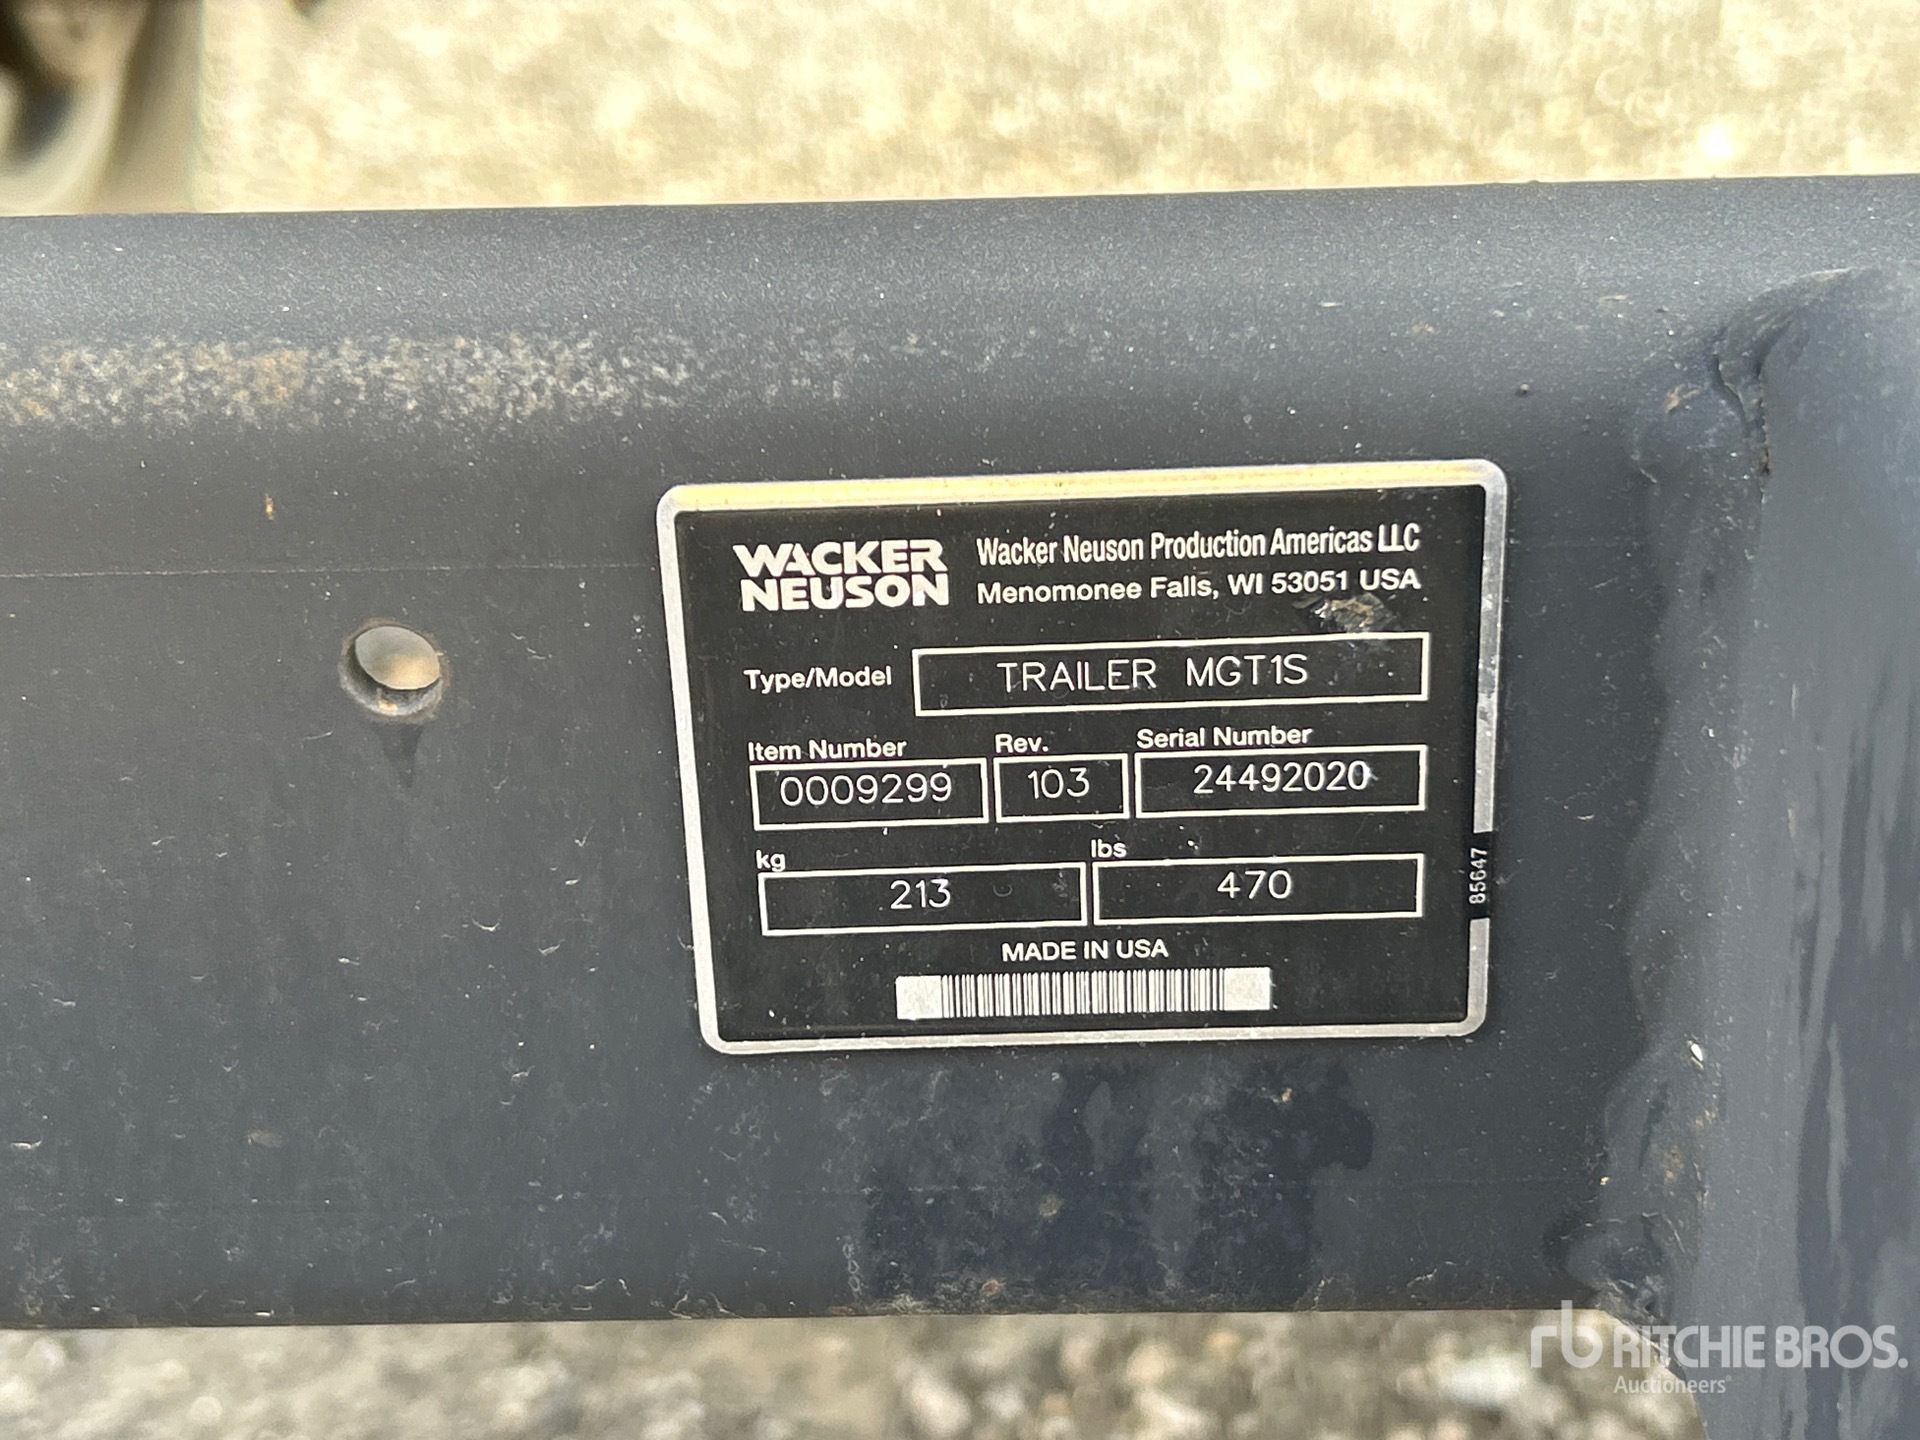 WACKER
NEUSON
Wacker Neuson Production Americas LLC
Menomonee Falls, WI 53051 USA
Type/Model TRAILER MGT1S
Item Number Rev. Serial Number
0009299 103 24492020
kg lbs
213 470
85647
MADE IN USA
rb RITCHIE BROS.
Auctioneers